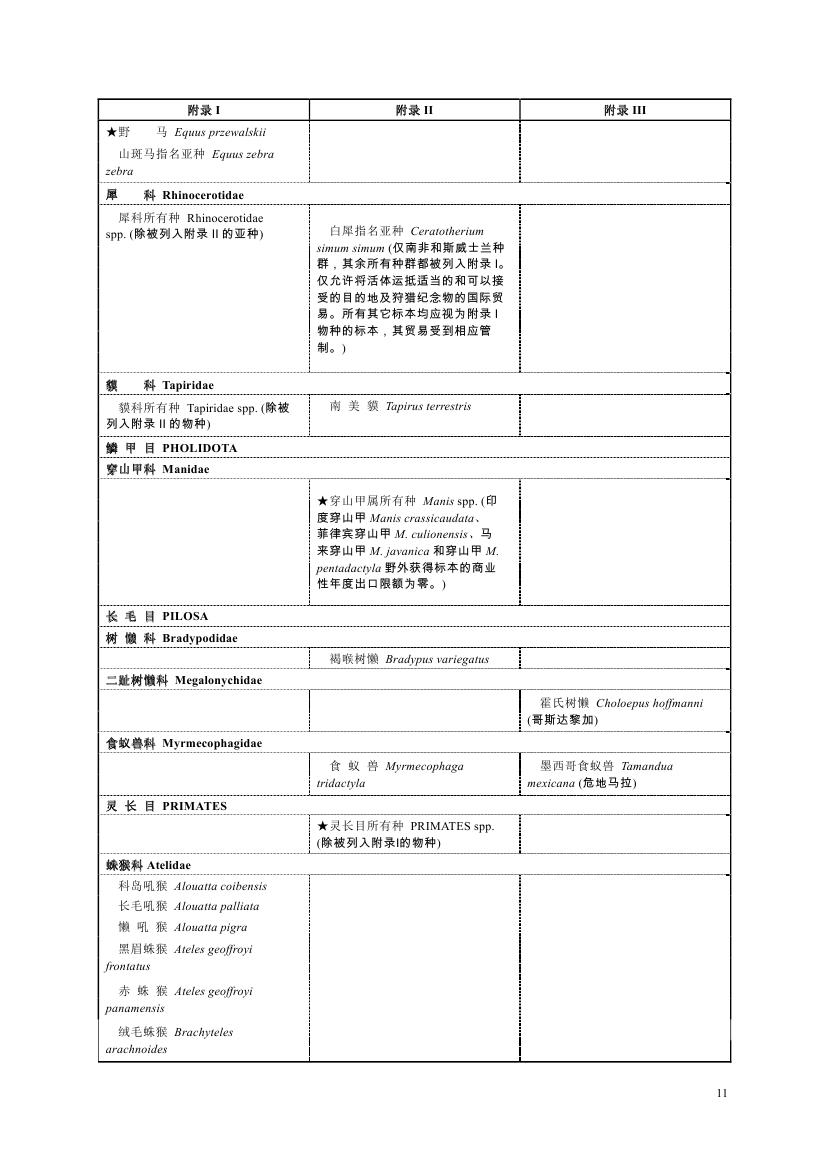 附录 I 附录 II 附录 III
★野 马 Equus przewalskii
山斑马指名亚种 Equus zebra
zebra
犀 科 Rhinocerotidae
犀科所有种 Rhinocerotidae
spp. (除被列入附录 II 的亚种)
白犀指名亚种 Ceratotherium
simum simum (仅南非和斯威士兰种
群，其余所有种群都被列入附录 I。
仅允许将活体运抵适当的和可以接
受的目的地及狩猎纪念物的国际贸
易。所有其它标本均应视为附录 I
物种的标本，其贸易受到相应管
制。)
貘 科 Tapiridae
貘科所有种 Tapiridae spp. (除被
列入附录 II 的物种)
南 美 貘 Tapirus terrestris
鳞 甲 目 PHOLIDOTA
穿山甲科 Manidae
★穿山甲属所有种 Manis spp. (印
度穿山甲 Manis crassicaudata、
菲律宾穿山甲 M. culionensis、马
来穿山甲 M. javanica 和穿山甲 M.
pentadactyla 野外获得标本的商业
性年度出口限额为零。)
长 毛 目 PILOSA
树 懒 科 Bradypodidae
褐喉树懒 Bradypus variegatus
二趾树懒科 Megalonychidae
霍氏树懒 Choloepus hoffmanni
(哥斯达黎加)
食蚁兽科 Myrmecophagidae
食 蚁 兽 Myrmecophaga
tridactyla
墨西哥食蚁兽 Tamandua
mexicana (危地马拉)
灵 长 目 PRIMATES
★灵长目所有种 PRIMATES spp.
(除被列入附录I的物种)
蛛猴科 Atelidae
科岛吼猴 Alouatta coibensis
长毛吼猴 Alouatta palliata
懒 吼 猴 Alouatta pigra
黑眉蛛猴 Ateles geoffroyi
frontatus
赤 蛛 猴 Ateles geoffroyi
panamensis
绒毛蛛猴 Brachyteles
arachnoides
11